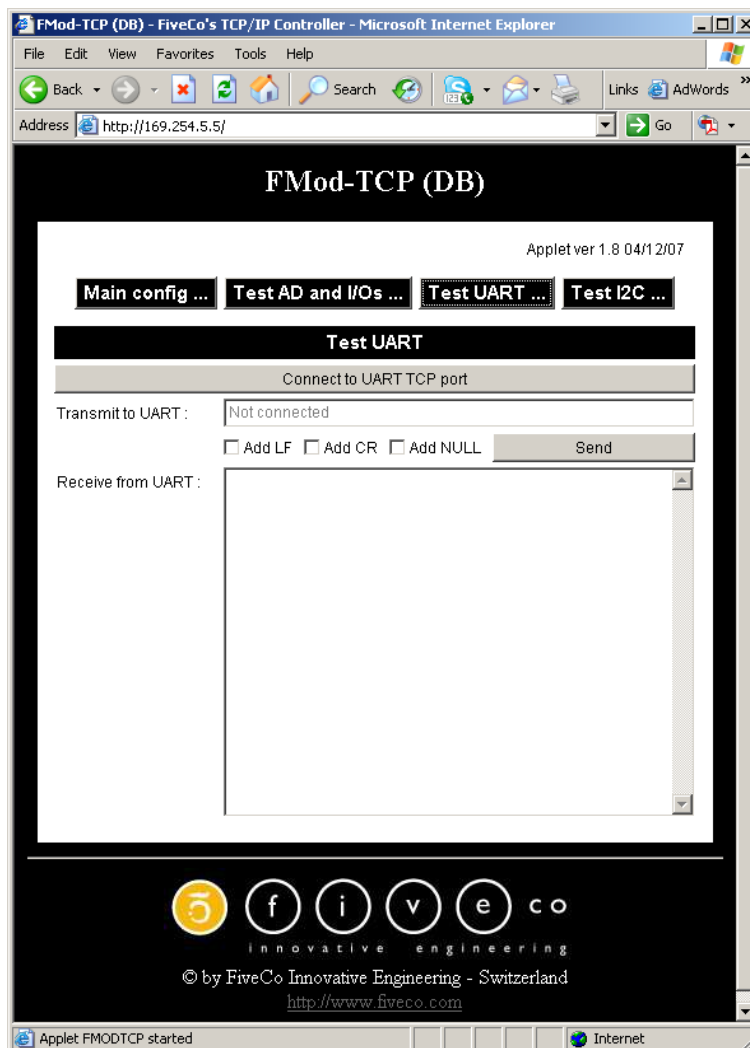 FMod-TCP (DB) - FiveCo's TCP/IP Controller - Microsoft Internet Explorer
File Edit View Favorites Tools Help
Back Search 123 Links AdWords »
Address http://169.254.5.5/ Go
FMod-TCP (DB)
Applet ver 1.8 04/12/07
Main config ... Test AD and I/Os ... Test UART ... Test I2C ...
Test UART
Connect to UART TCP port
Transmit to UART : Not connected
Add LF Add CR Add NULL Send
Receive from UART :
5 f i v e co
innovative engineering
© by FiveCo Innovative Engineering - Switzerland
http://www.fiveco.com
Applet FMODTCP started Internet